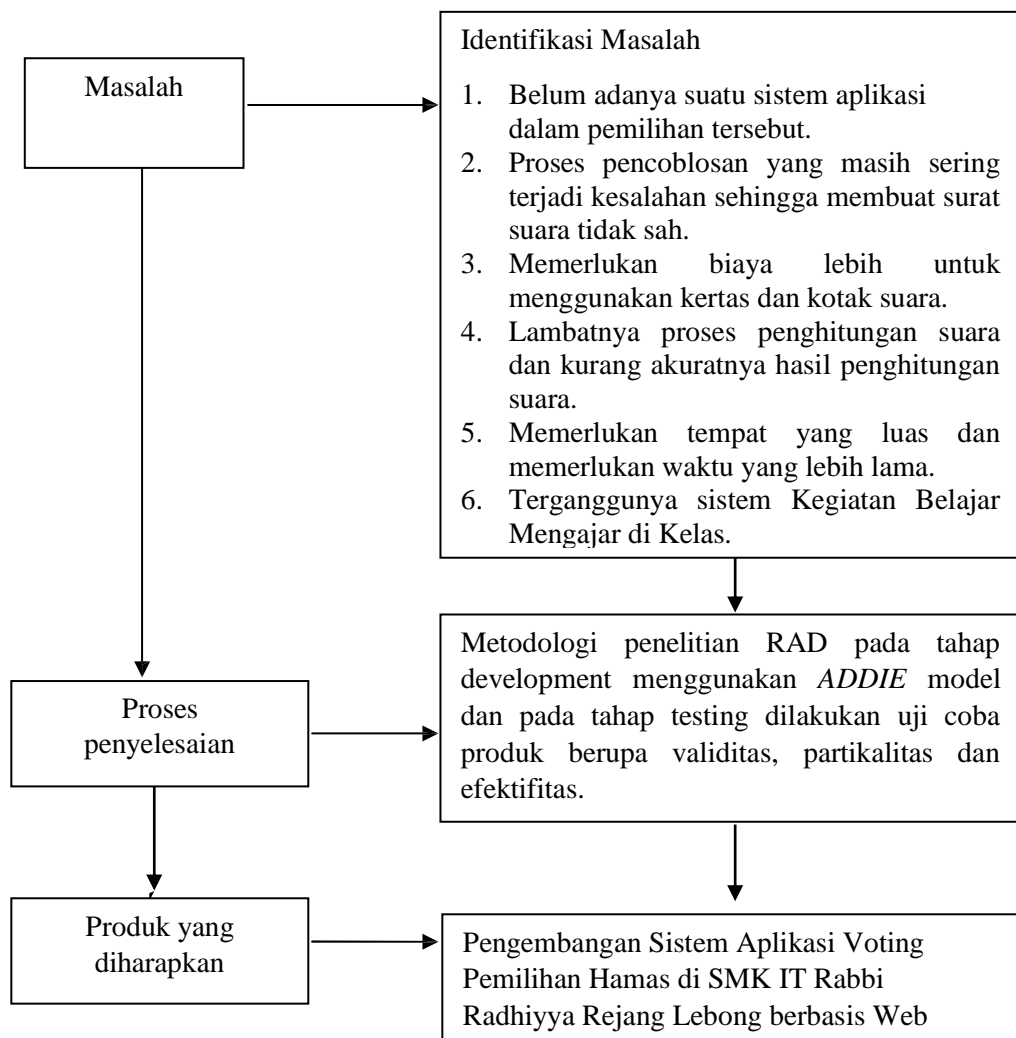 Masalah
Identifikasi Masalah
1. Belum adanya suatu sistem aplikasi
dalam pemilihan tersebut.
2. Proses pencoblosan yang masih sering
terjadi kesalahan sehingga membuat surat
suara tidak sah.
3. Memerlukan biaya lebih untuk
menggunakan kertas dan kotak suara.
4. Lambatnya proses penghitungan suara
dan kurang akuratnya hasil penghitungan
suara.
5. Memerlukan tempat yang luas dan
memerlukan waktu yang lebih lama.
6. Terganggunya sistem Kegiatan Belajar
Mengajar di Kelas.
Proses
penyelesaian
Metodologi penelitian RAD pada tahap
development menggunakan ADDIE model
dan pada tahap testing dilakukan uji coba
produk berupa validitas, partikalitas dan
efektifitas.
Produk yang
diharapkan
Pengembangan Sistem Aplikasi Voting
Pemilihan Hamas di SMK IT Rabbi
Radhiyya Rejang Lebong berbasis Web